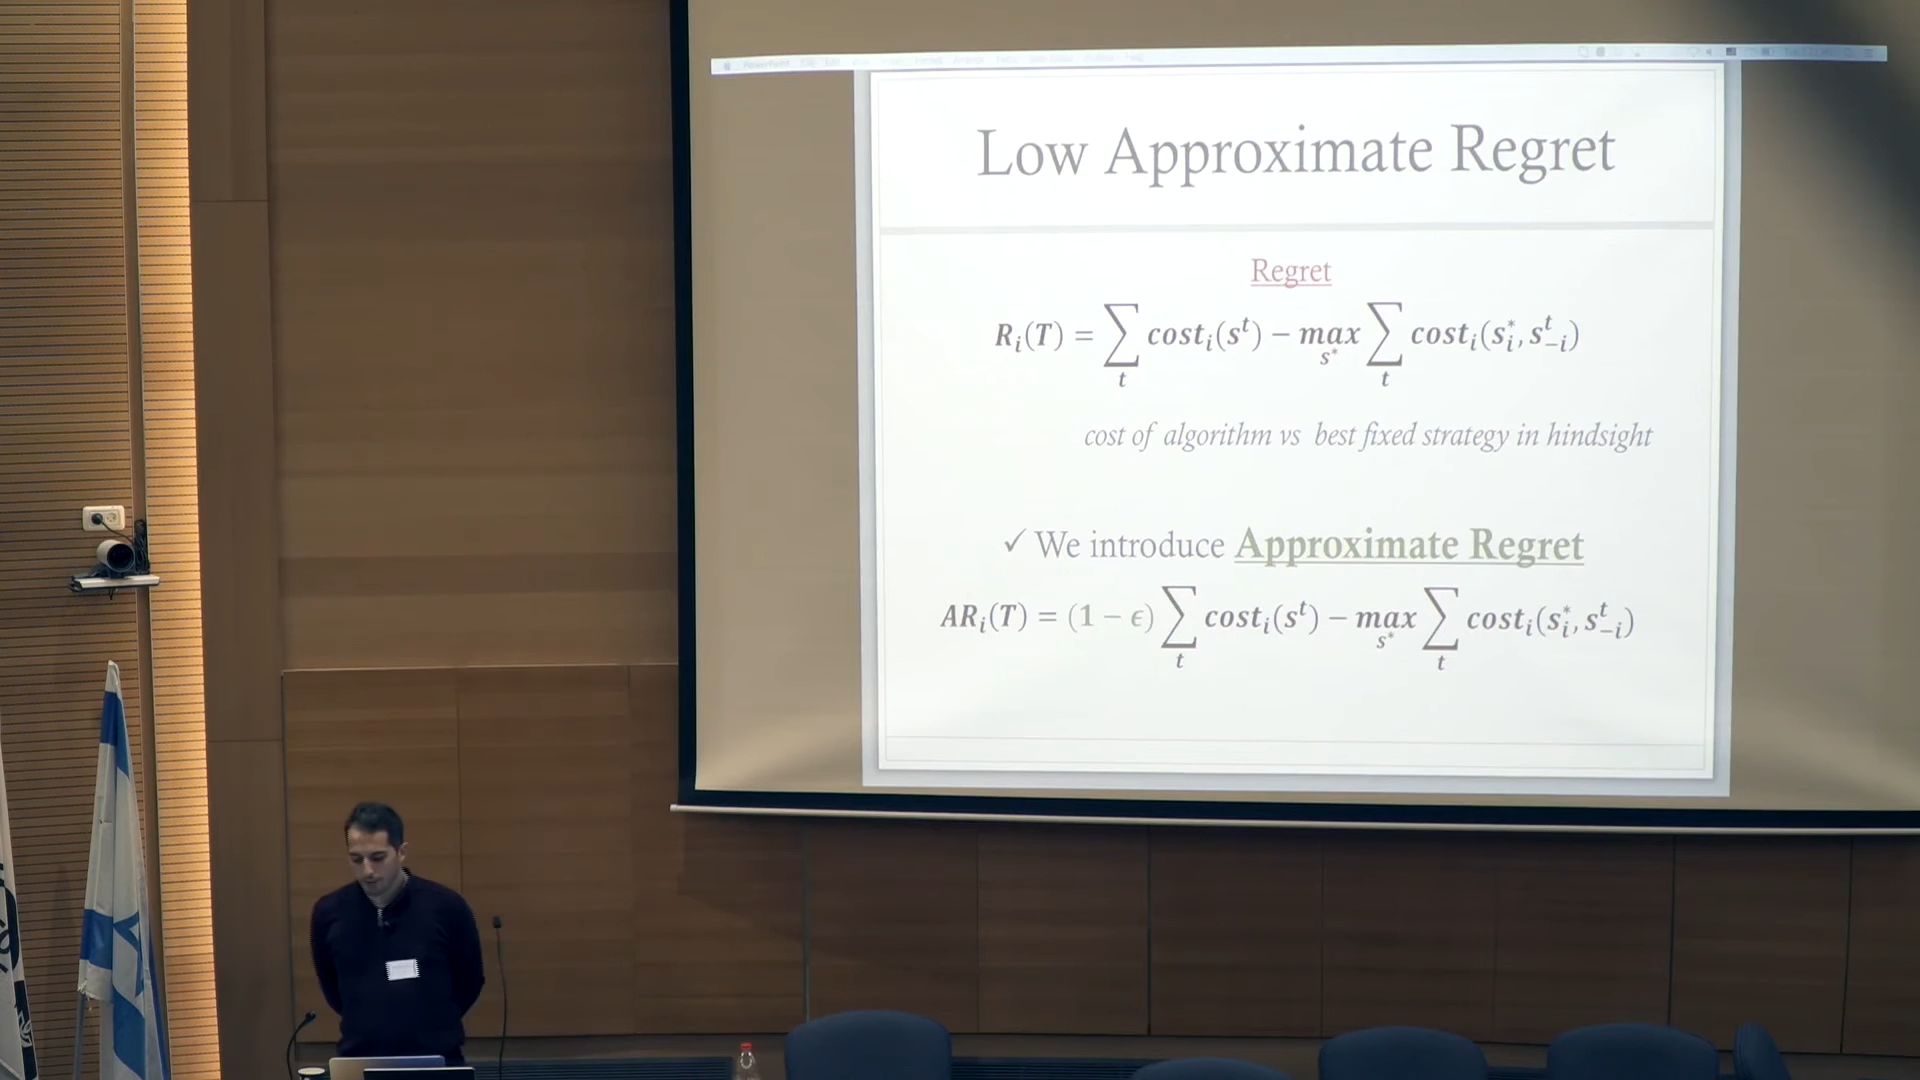 PowerPoint
Low Approximate Regret
Regret
R_i(T) = ∑_t cost_i(s^t) − max_{s*} ∑_t cost_i(s_i^*, s_{−i}^t)
cost of algorithm vs best fixed strategy in hindsight
✓ We introduce Approximate Regret
AR_i(T) = (1 − ϵ) ∑_t cost_i(s^t) − max_{s*} ∑_t cost_i(s_i^*, s_{−i}^t)